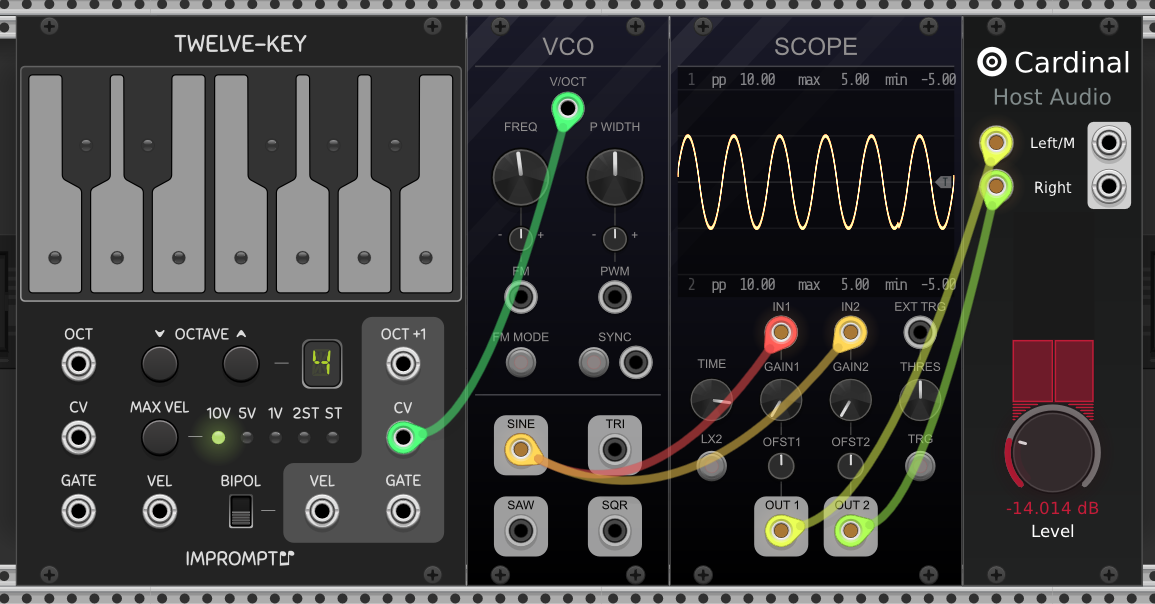 TWELVE-KEY
OCT
OCTAVE
4
OCT +1
CV
MAX VEL
10V 5V 1V 2ST ST
CV
GATE
VEL
BIPOL
VEL
GATE
IMPROMPT
VCO
V/OCT
FREQ
P WIDTH
- +
- +
FM
PWM
FM MODE
SYNC
SINE
TRI
SAW
SQR
SCOPE
1 pp 10.00 max 5.00 min -5.00
T
2 pp 10.00 max 5.00 min -5.00
IN1
IN2
EXT TRG
TIME
GAIN1
GAIN2
THRES
LX2
OFST1
OFST2
TRG
OUT 1
OUT 2
Cardinal
Host Audio
Left/M
Right
-14.014 dB
Level